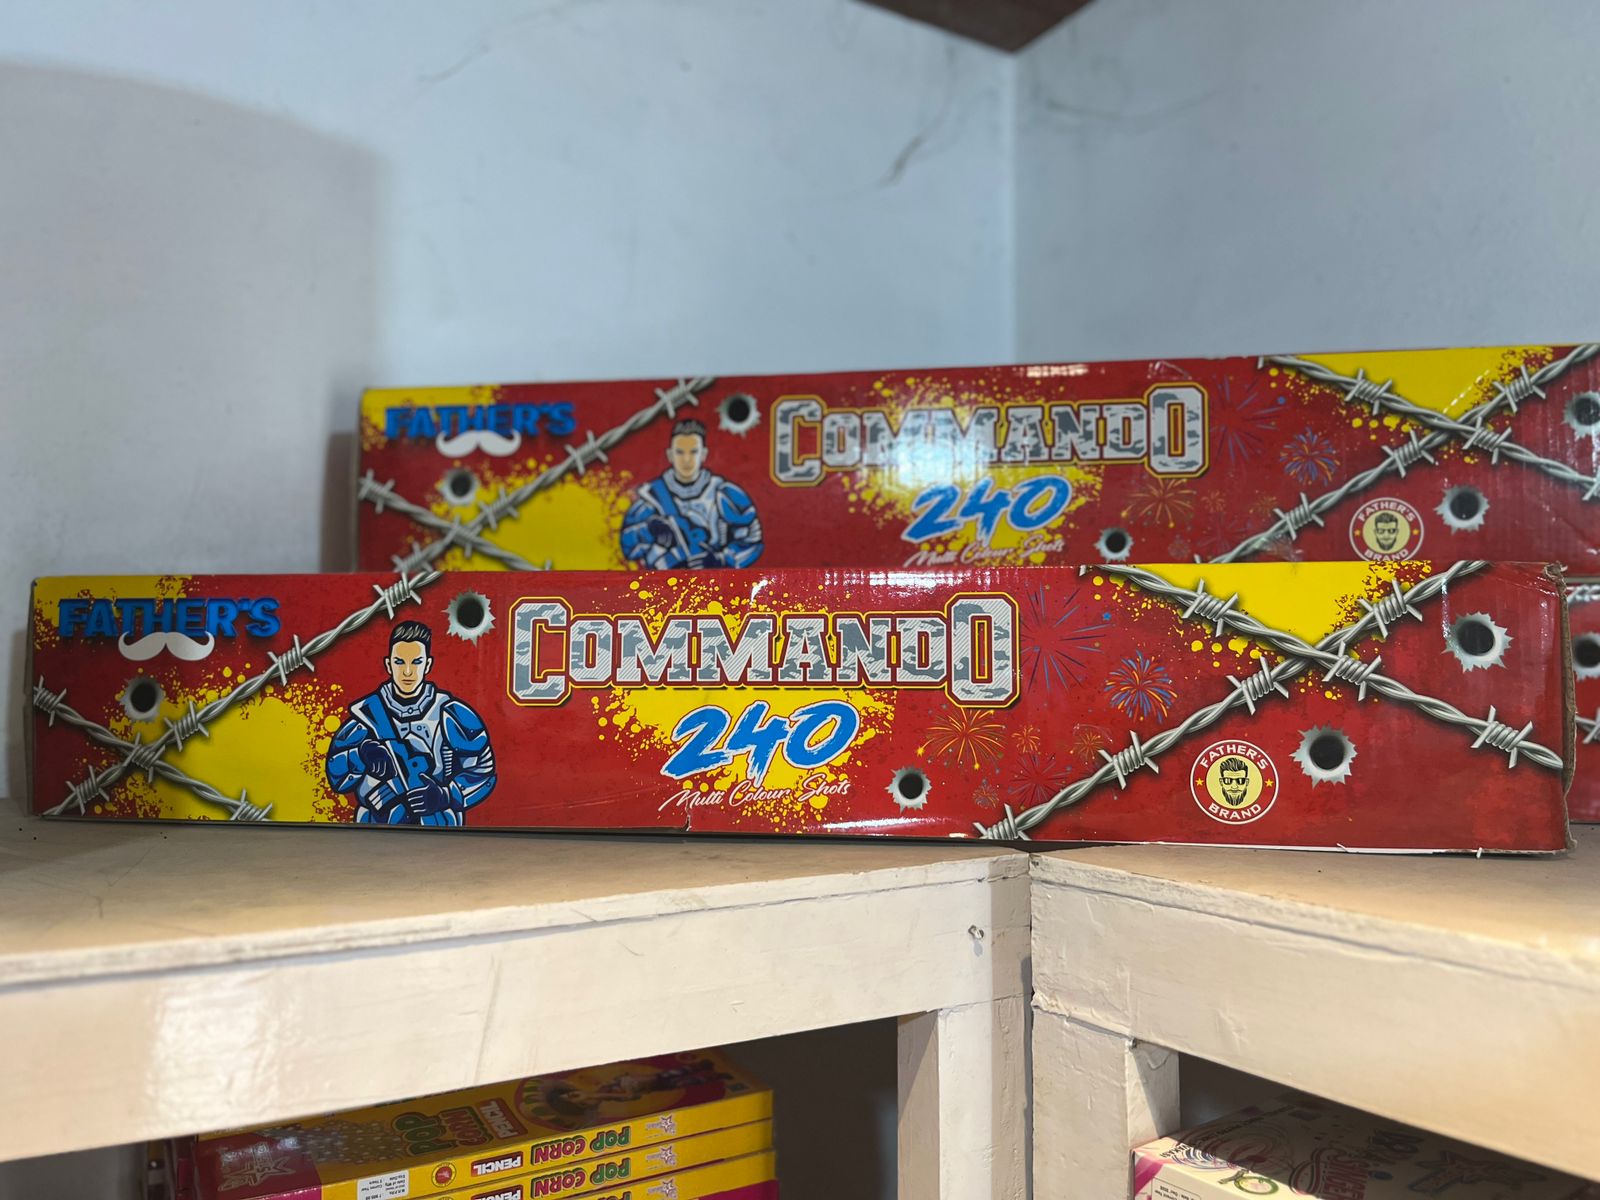 FATHER'S
COMMANDO
240
Multi Colour Shots
FATHER'S
BRAND
FATHER'S
COMMANDO
240
Multi Colour Shots
FATHER'S
BRAND
POP
CORN
PENCIL
PENCIL
POP CORN
PENCIL
POP CORN